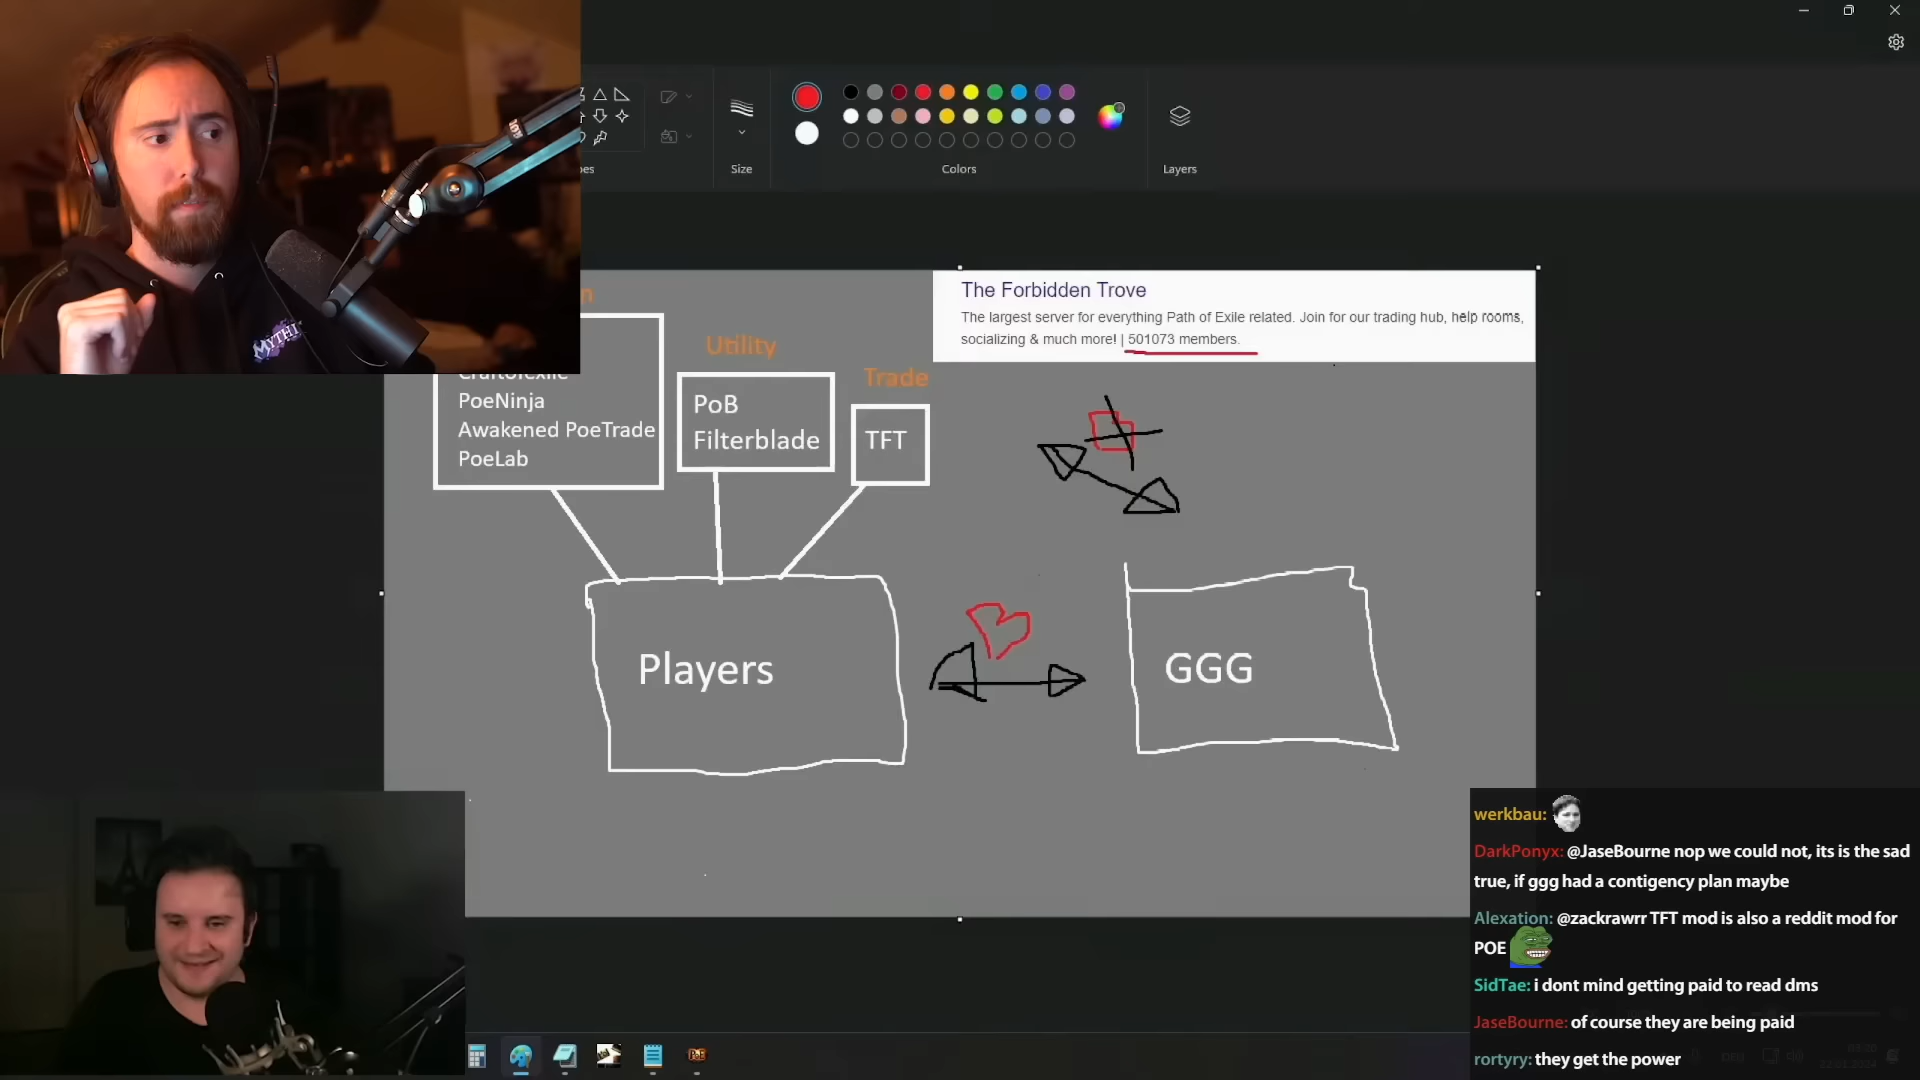 Size
Colors
Layers
The Forbidden Trove
The largest server for everything Path of Exile related. Join for our trading hub, help rooms,
socializing & much more! | 501073 members.
Utility
Trade
PoeNinja
Awakened PoeTrade
PoeLab
PoB
Filterblade
TFT
Players
GGG
MYTHI
werkbau:
DarkPonyx: @JaseBourne nop we could not, its is the sad
true, if ggg had a contigency plan maybe
Alexation: @zackrawrr TFT mod is also a reddit mod for
POE
SidTae: i dont mind getting paid to read dms
JaseBourne: of course they are being paid
rortyry: they get the power